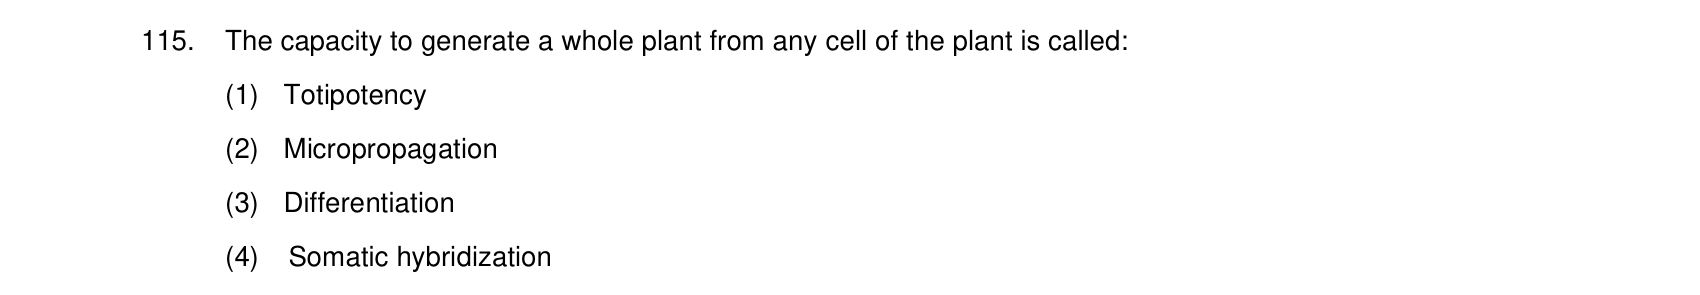 115. The capacity to generate a whole plant from any cell of the plant is called:
(1) Totipotency
(2) Micropropagation
(3) Differentiation
(4) Somatic hybridization